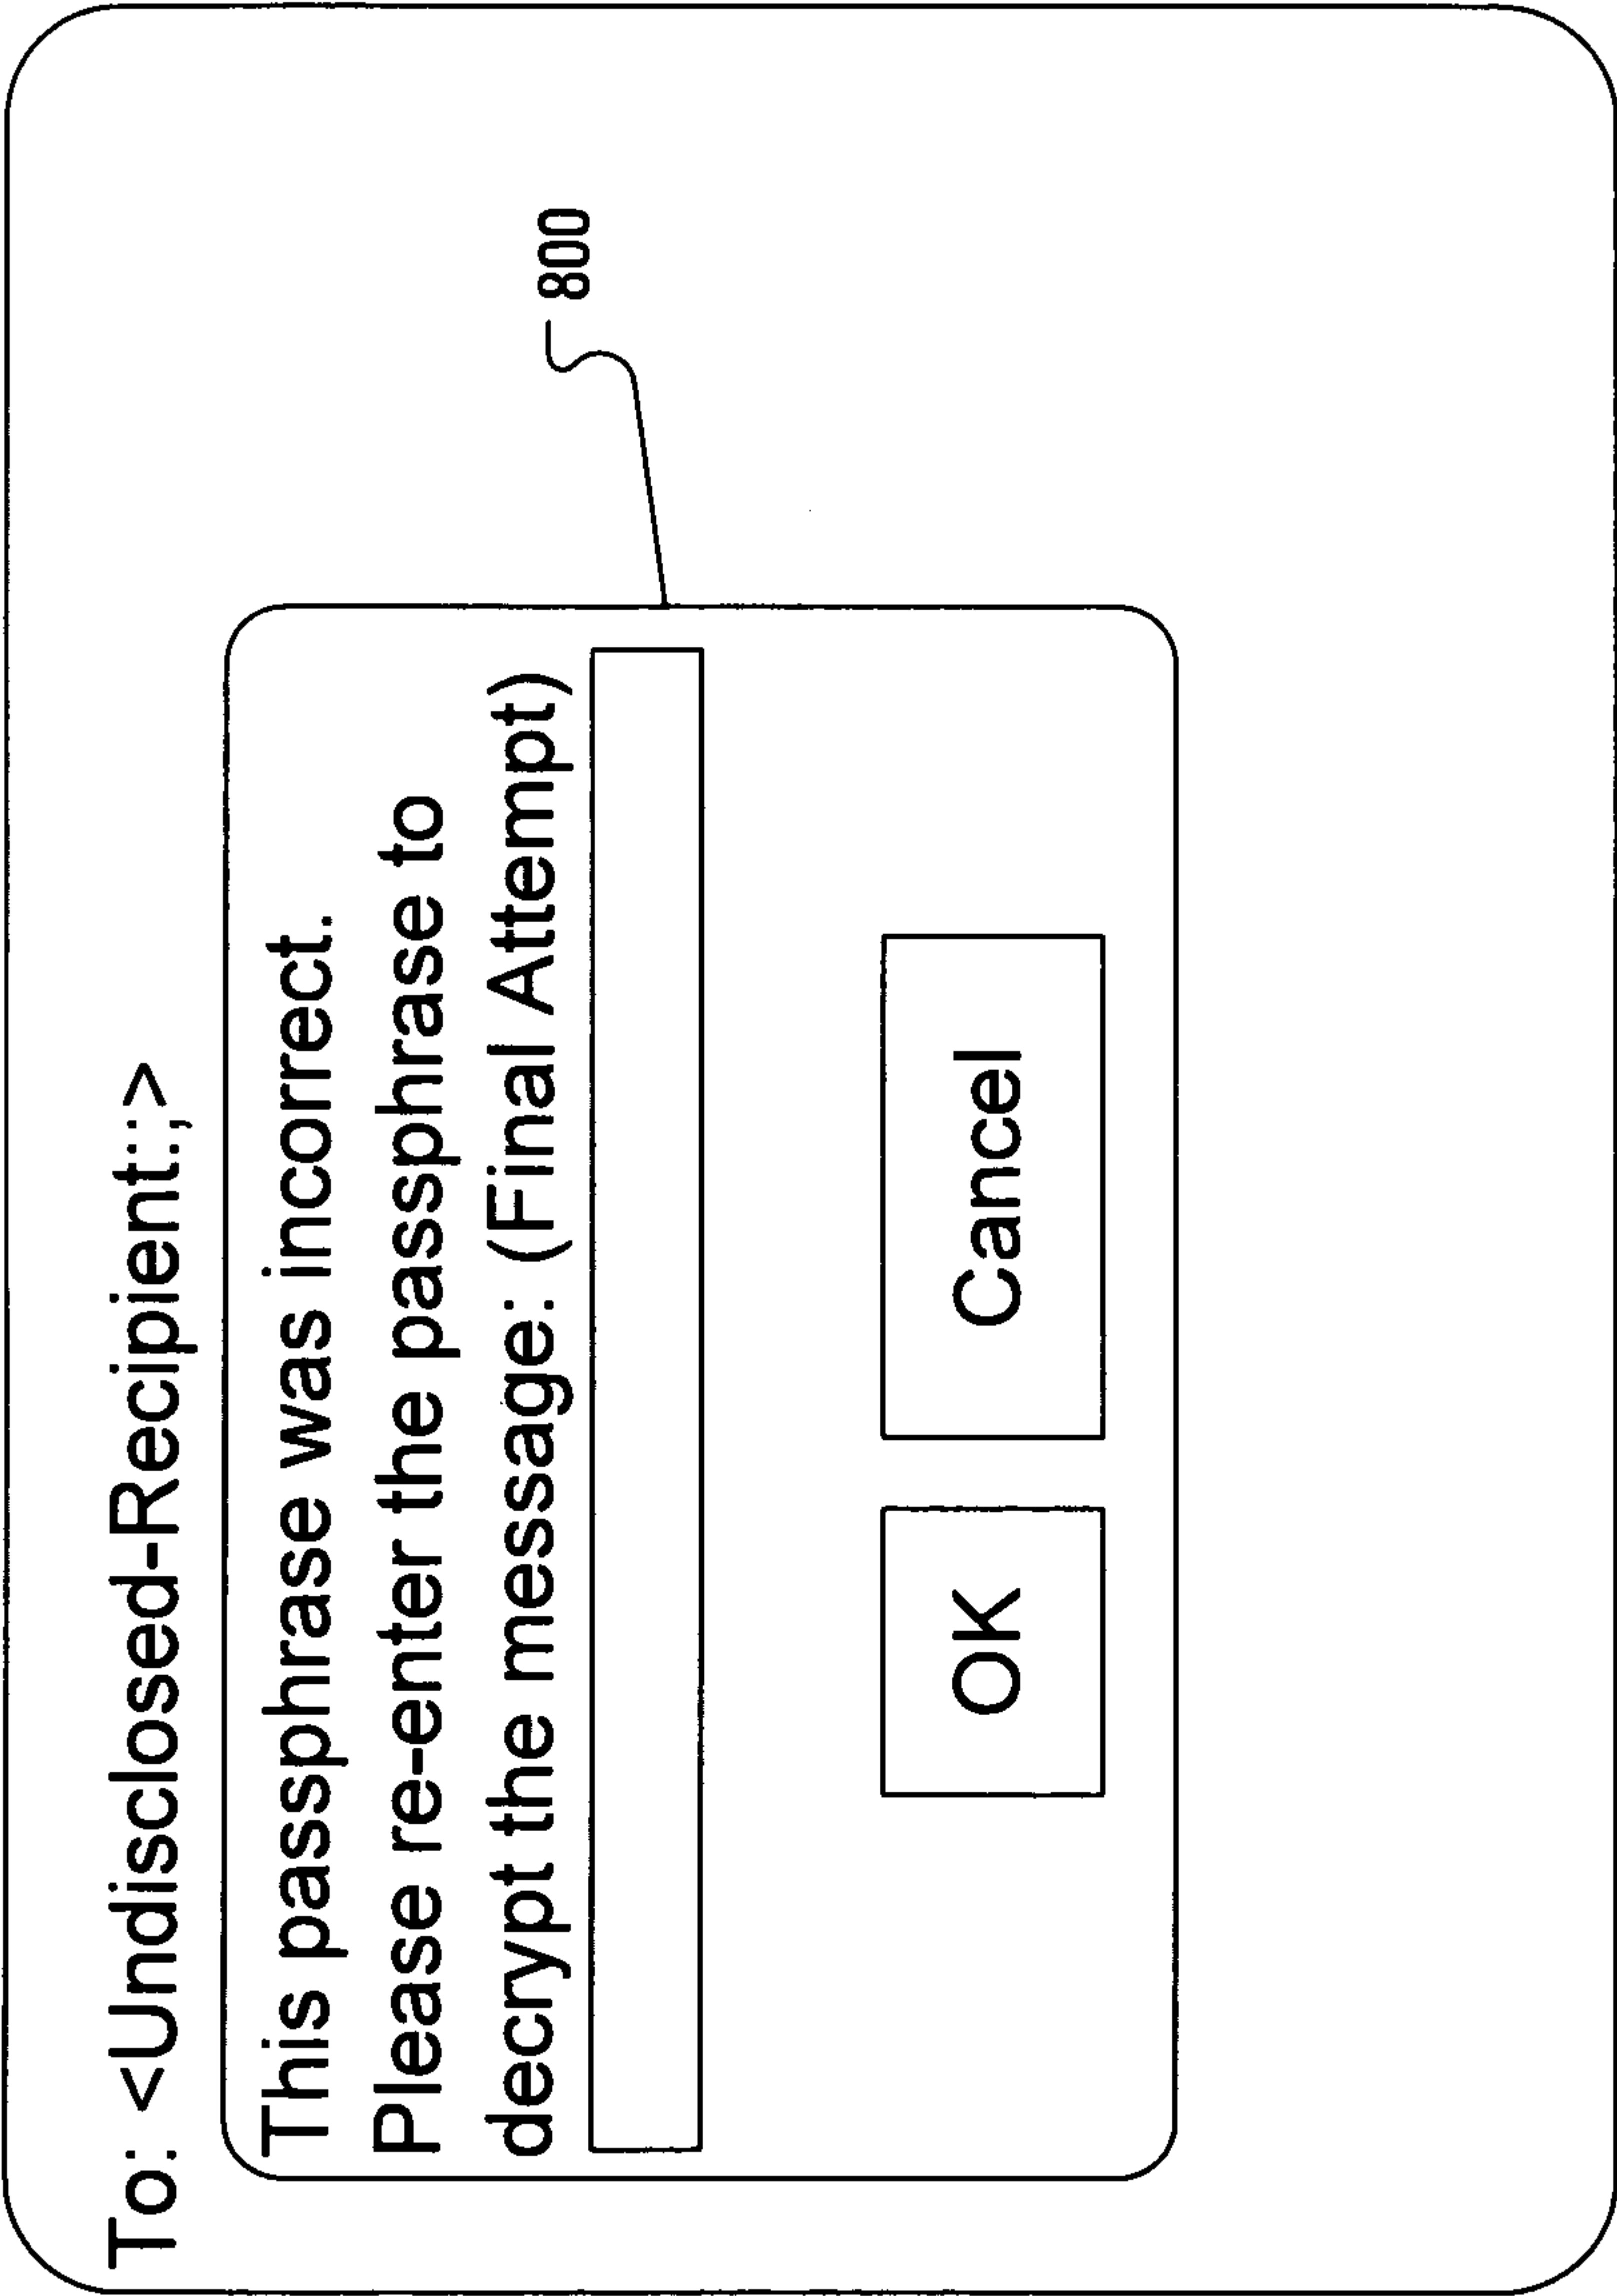 To: <Undisclosed-Recipient:;>
This passphrase was incorrect.
Please re-enter the passphrase to
decrypt the message: (Final Attempt)
800
OK
Cancel